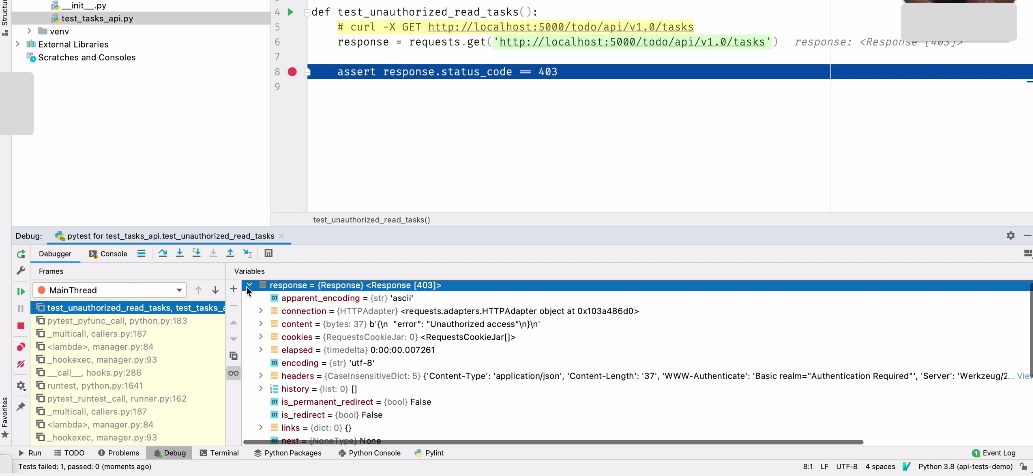 Structu
__init__.py
test_tasks_api.py
venv
External Libraries
Scratches and Consoles
4 def test_unauthorized_read_tasks():
5 # curl -X GET http://localhost:5000/todo/api/v1.0/tasks
6 response = requests.get('http://localhost:5000/todo/api/v1.0/tasks') response: <Response [403]>
7
8 assert response.status_code == 403
9
test_unauthorized_read_tasks()
Debug: pytest for test_tasks_api.test_unauthorized_read_tasks
Debugger Console
Frames Variables
MainThread
test_unauthorized_read_tasks, test_tasks_a
pytest_pyfunc_call, python.py:183
_multicall, callers.py:187
<lambda>, manager.py:84
_hookexec, manager.py:93
__call__, hooks.py:286
runtest, python.py:1641
pytest_runtest_call, runner.py:162
_multicall, callers.py:187
<lambda>, manager.py:84
_hookexec, manager.py:93
response = {Response} <Response [403]>
apparent_encoding = {str} 'ascii'
connection = {HTTPAdapter} <requests.adapters.HTTPAdapter object at 0x103a486d0>
content = {bytes: 37} b'{\n "error": "Unauthorized access"\n}\n'
cookies = {RequestsCookieJar: 0} <RequestsCookieJar[]>
elapsed = {timedelta} 0:00:00.007261
encoding = {str} 'utf-8'
headers = {CaseInsensitiveDict: 5} {'Content-Type': 'application/json', 'Content-Length': '37', 'WWW-Authenticate': 'Basic realm="Authentication Required"', 'Server': 'Werkzeug/2... View
history = {list: 0} []
is_permanent_redirect = {bool} False
is_redirect = {bool} False
links = {dict: 0} {}
next = {NoneType} None
Favorites
Run TODO Problems Debug Terminal Python Packages Python Console Pylint Event Log
Tests failed: 1, passed: 0 (moments ago) 8:1 LF UTF-8 4 spaces Python 3.8 (api-tests-demo)